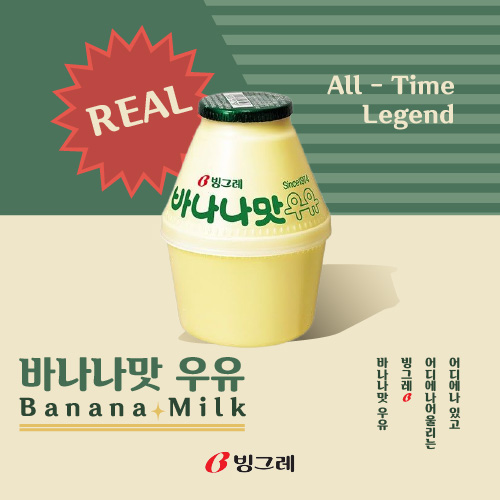 REAL
All - Time
Legend
빙그레
Since1974
바나나맛우유
바나나맛 우유
Banana Milk
어디에나 있고
어디에나어울리는
빙그레
바나나맛 우유
빙그레